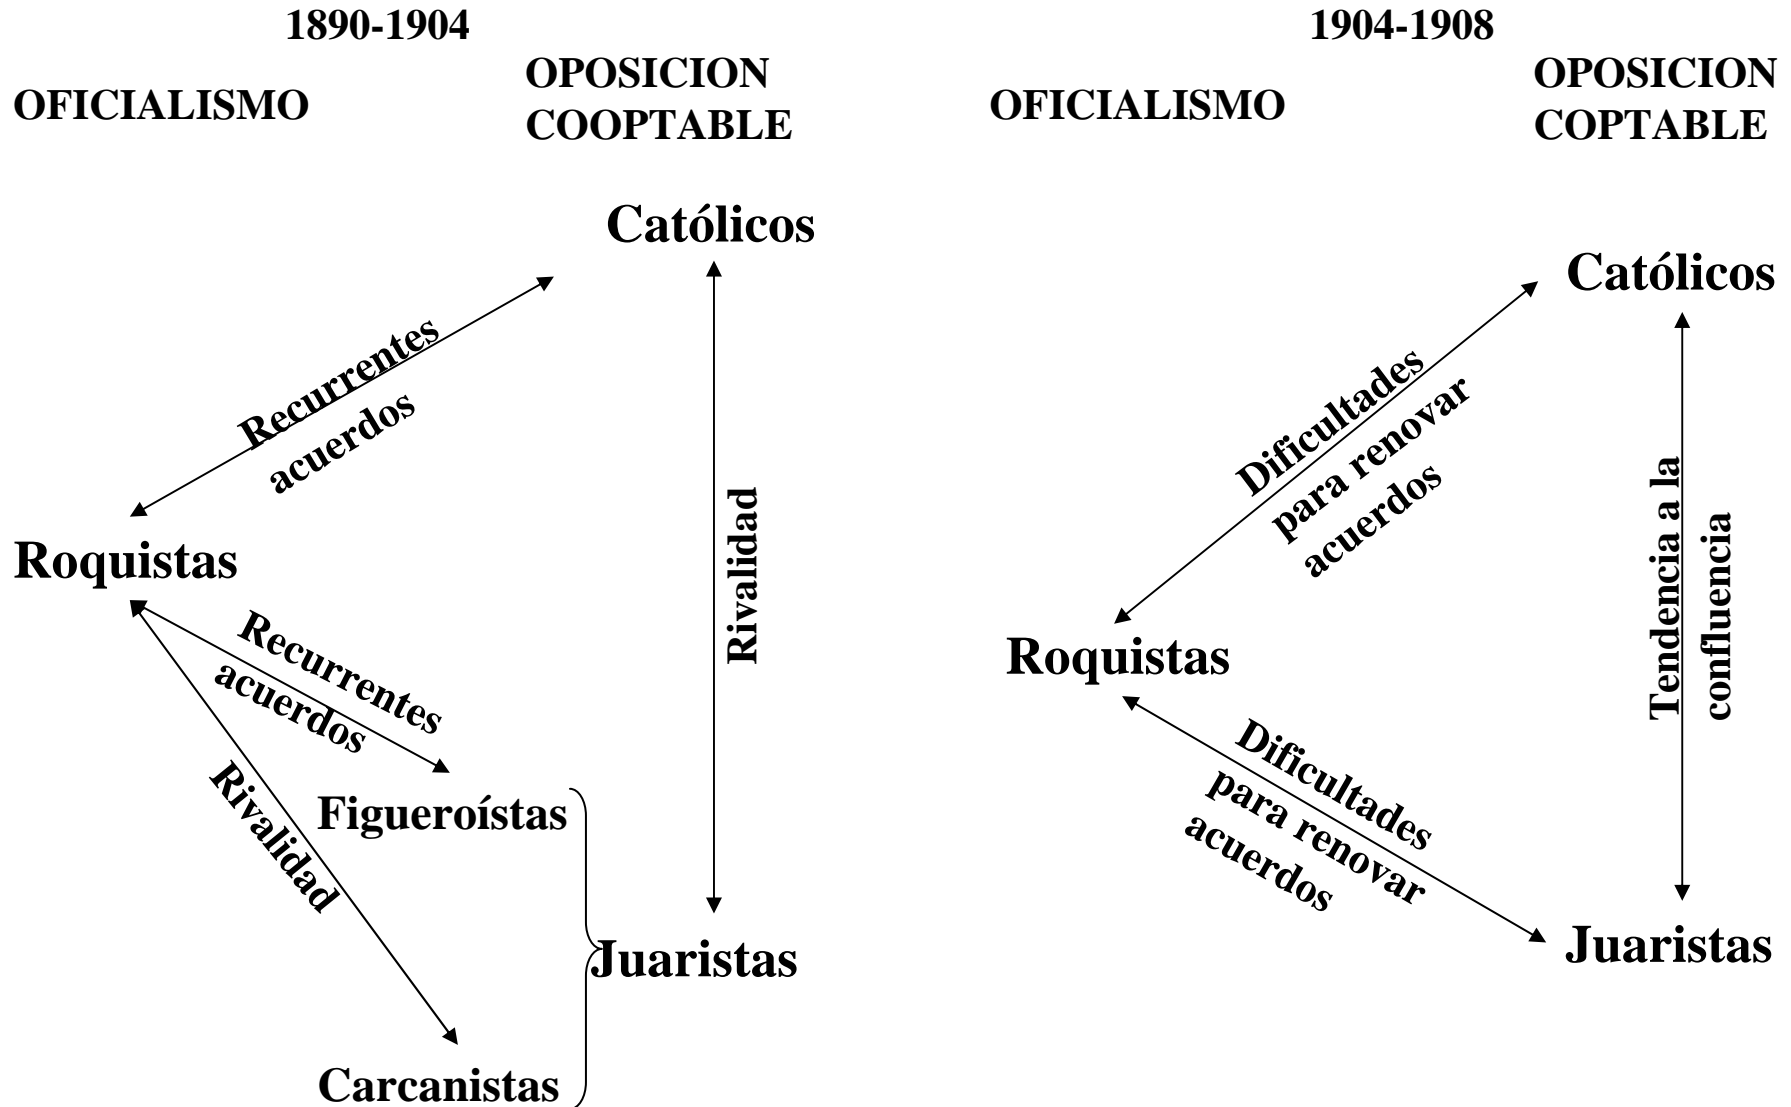 1890-1904
OFICIALISMO
OPOSICION
COOPTABLE
Católicos
Recurrentes
acuerdos
Roquistas
Rivalidad
Recurrentes
acuerdos
Rivalidad
Figueroístas
Juaristas
Carcanistas
1904-1908
OFICIALISMO
OPOSICION
COPTABLE
Católicos
Dificultades
para renovar
acuerdos
Roquistas
Tendencia a la
confluencia
Dificultades
para renovar
acuerdos
Juaristas